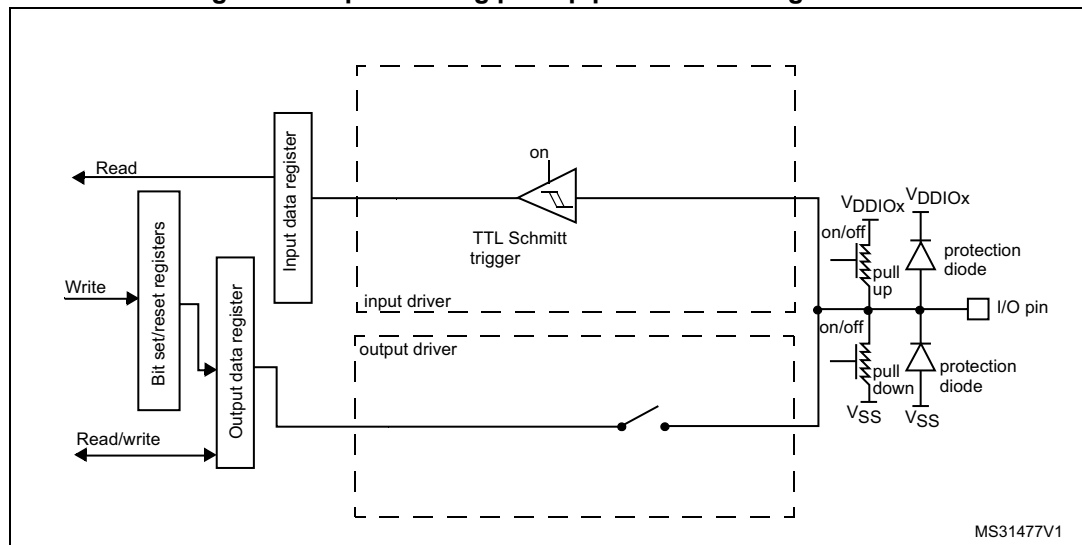 Read
Bit set/reset registers
Write
Read/write
Input data register
Output data register
on
TTL Schmitt
trigger
input driver
output driver
VDDIOx
VDDIOx
on/off
pull
up
protection
diode
I/O pin
on/off
pull
down
protection
diode
VSS
VSS
MS31477V1